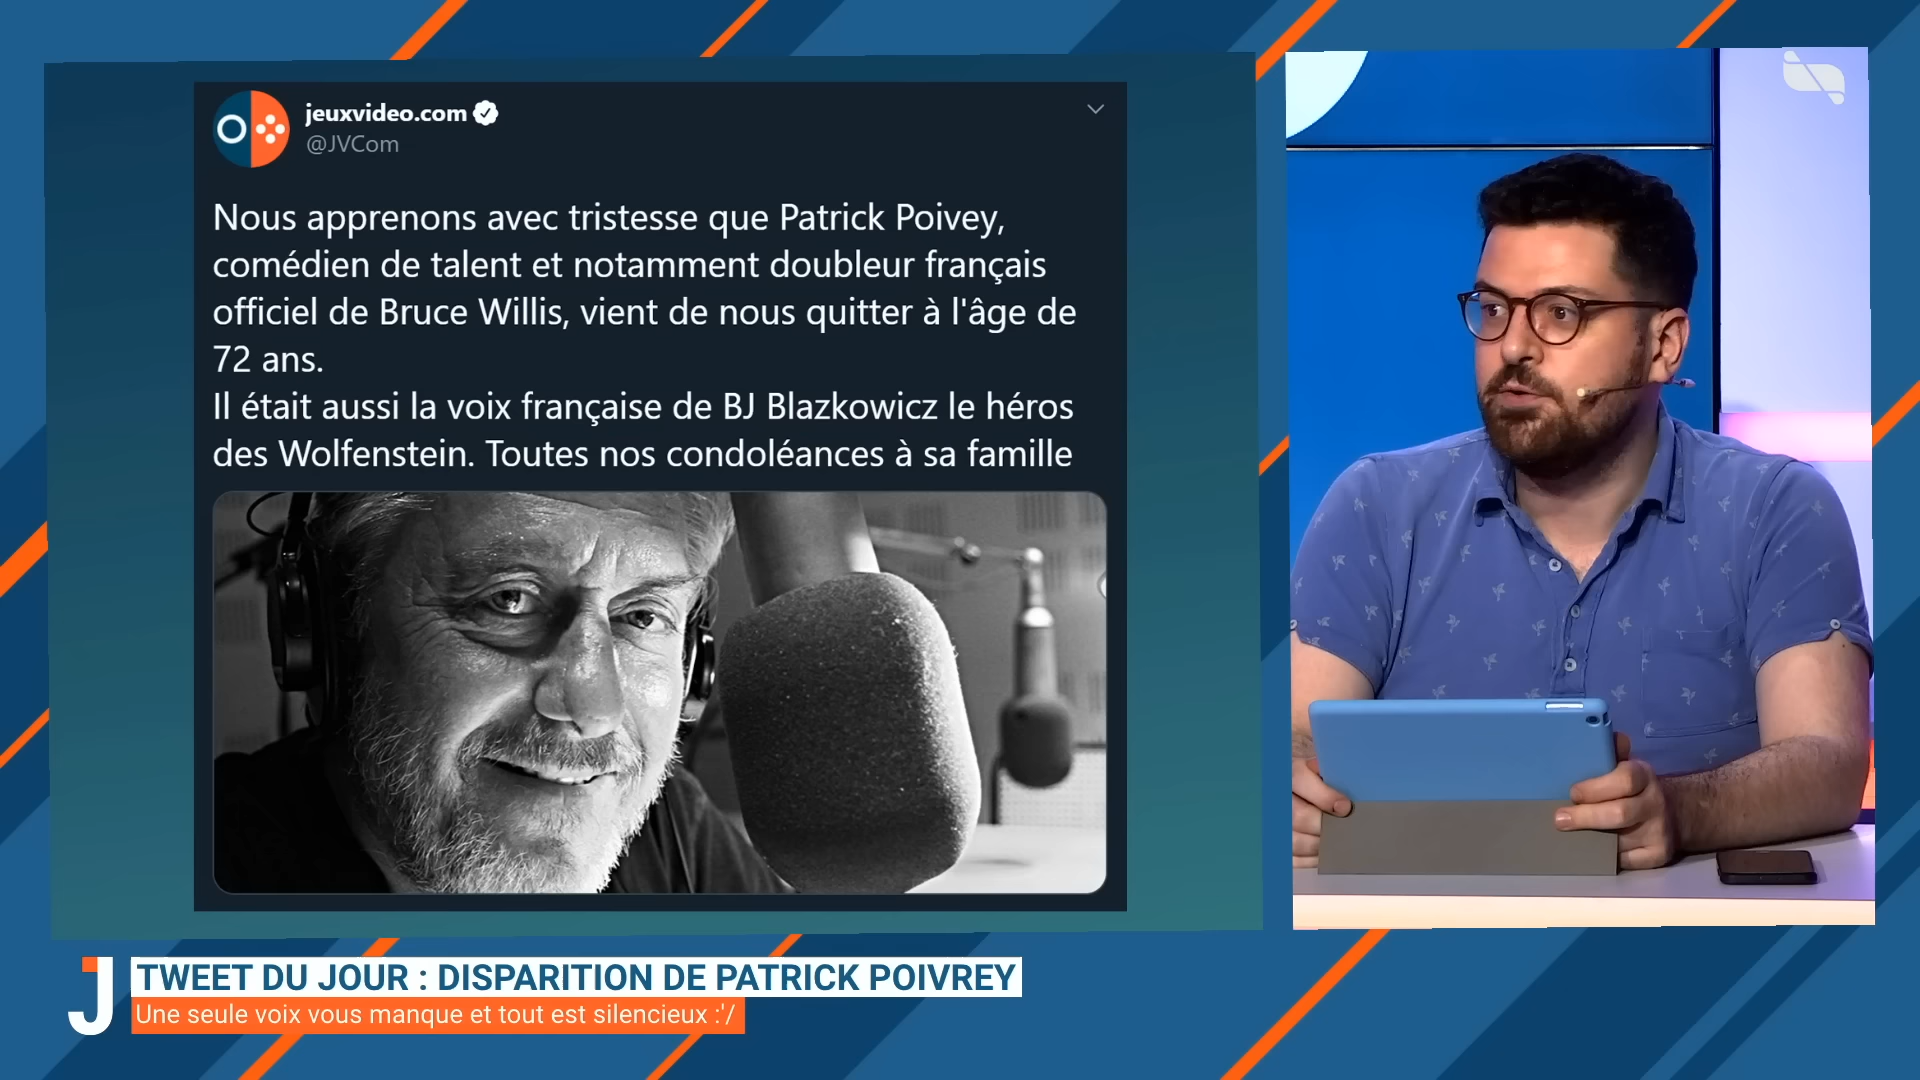 jeuxvideo.com
@JVCom
Nous apprenons avec tristesse que Patrick Poivey,
comédien de talent et notamment doubleur français
officiel de Bruce Willis, vient de nous quitter à l'âge de
72 ans.
Il était aussi la voix française de BJ Blazkowicz le héros
des Wolfenstein. Toutes nos condoléances à sa famille
J
TWEET DU JOUR : DISPARITION DE PATRICK POIVREY
Une seule voix vous manque et tout est silencieux :'/